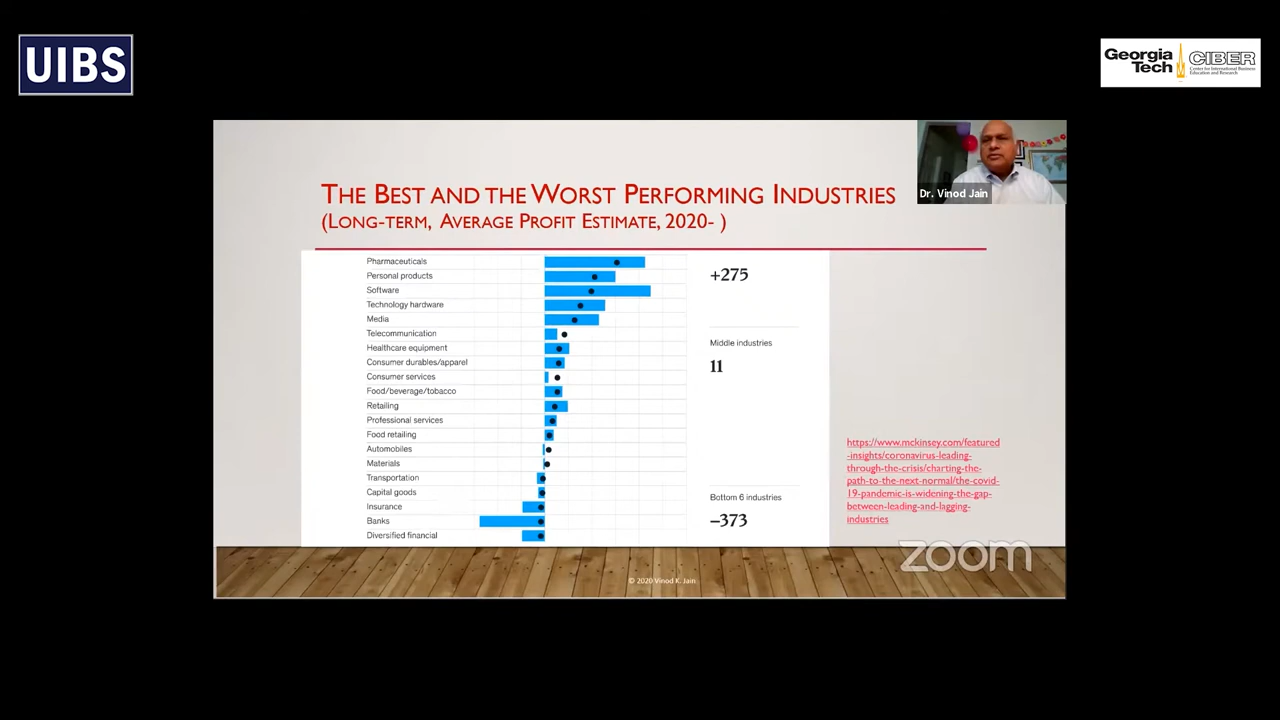 UIBS
Georgia
Tech
CIBER
Center for International Business
Education and Research
Dr. Vinod Jain
THE BEST AND THE WORST PERFORMING INDUSTRIES
(LONG-TERM, AVERAGE PROFIT ESTIMATE, 2020- )
Pharmaceuticals
Personal products
Software
Technology hardware
Media
Telecommunication
Healthcare equipment
Consumer durables/apparel
Consumer services
Food/beverage/tobacco
Retailing
Professional services
Food retailing
Automobiles
Materials
Transportation
Capital goods
Insurance
Banks
Diversified financial
+275
Middle industries
11
Bottom 6 industries
–373
https://www.mckinsey.com/featured
-insights/coronavirus-leading-
through-the-crisis/charting-the-
path-to-the-next-normal/the-covid-
19-pandemic-is-widening-the-gap-
between-leading-and-lagging-
industries
zoom
© 2020 Vinod K. Jain